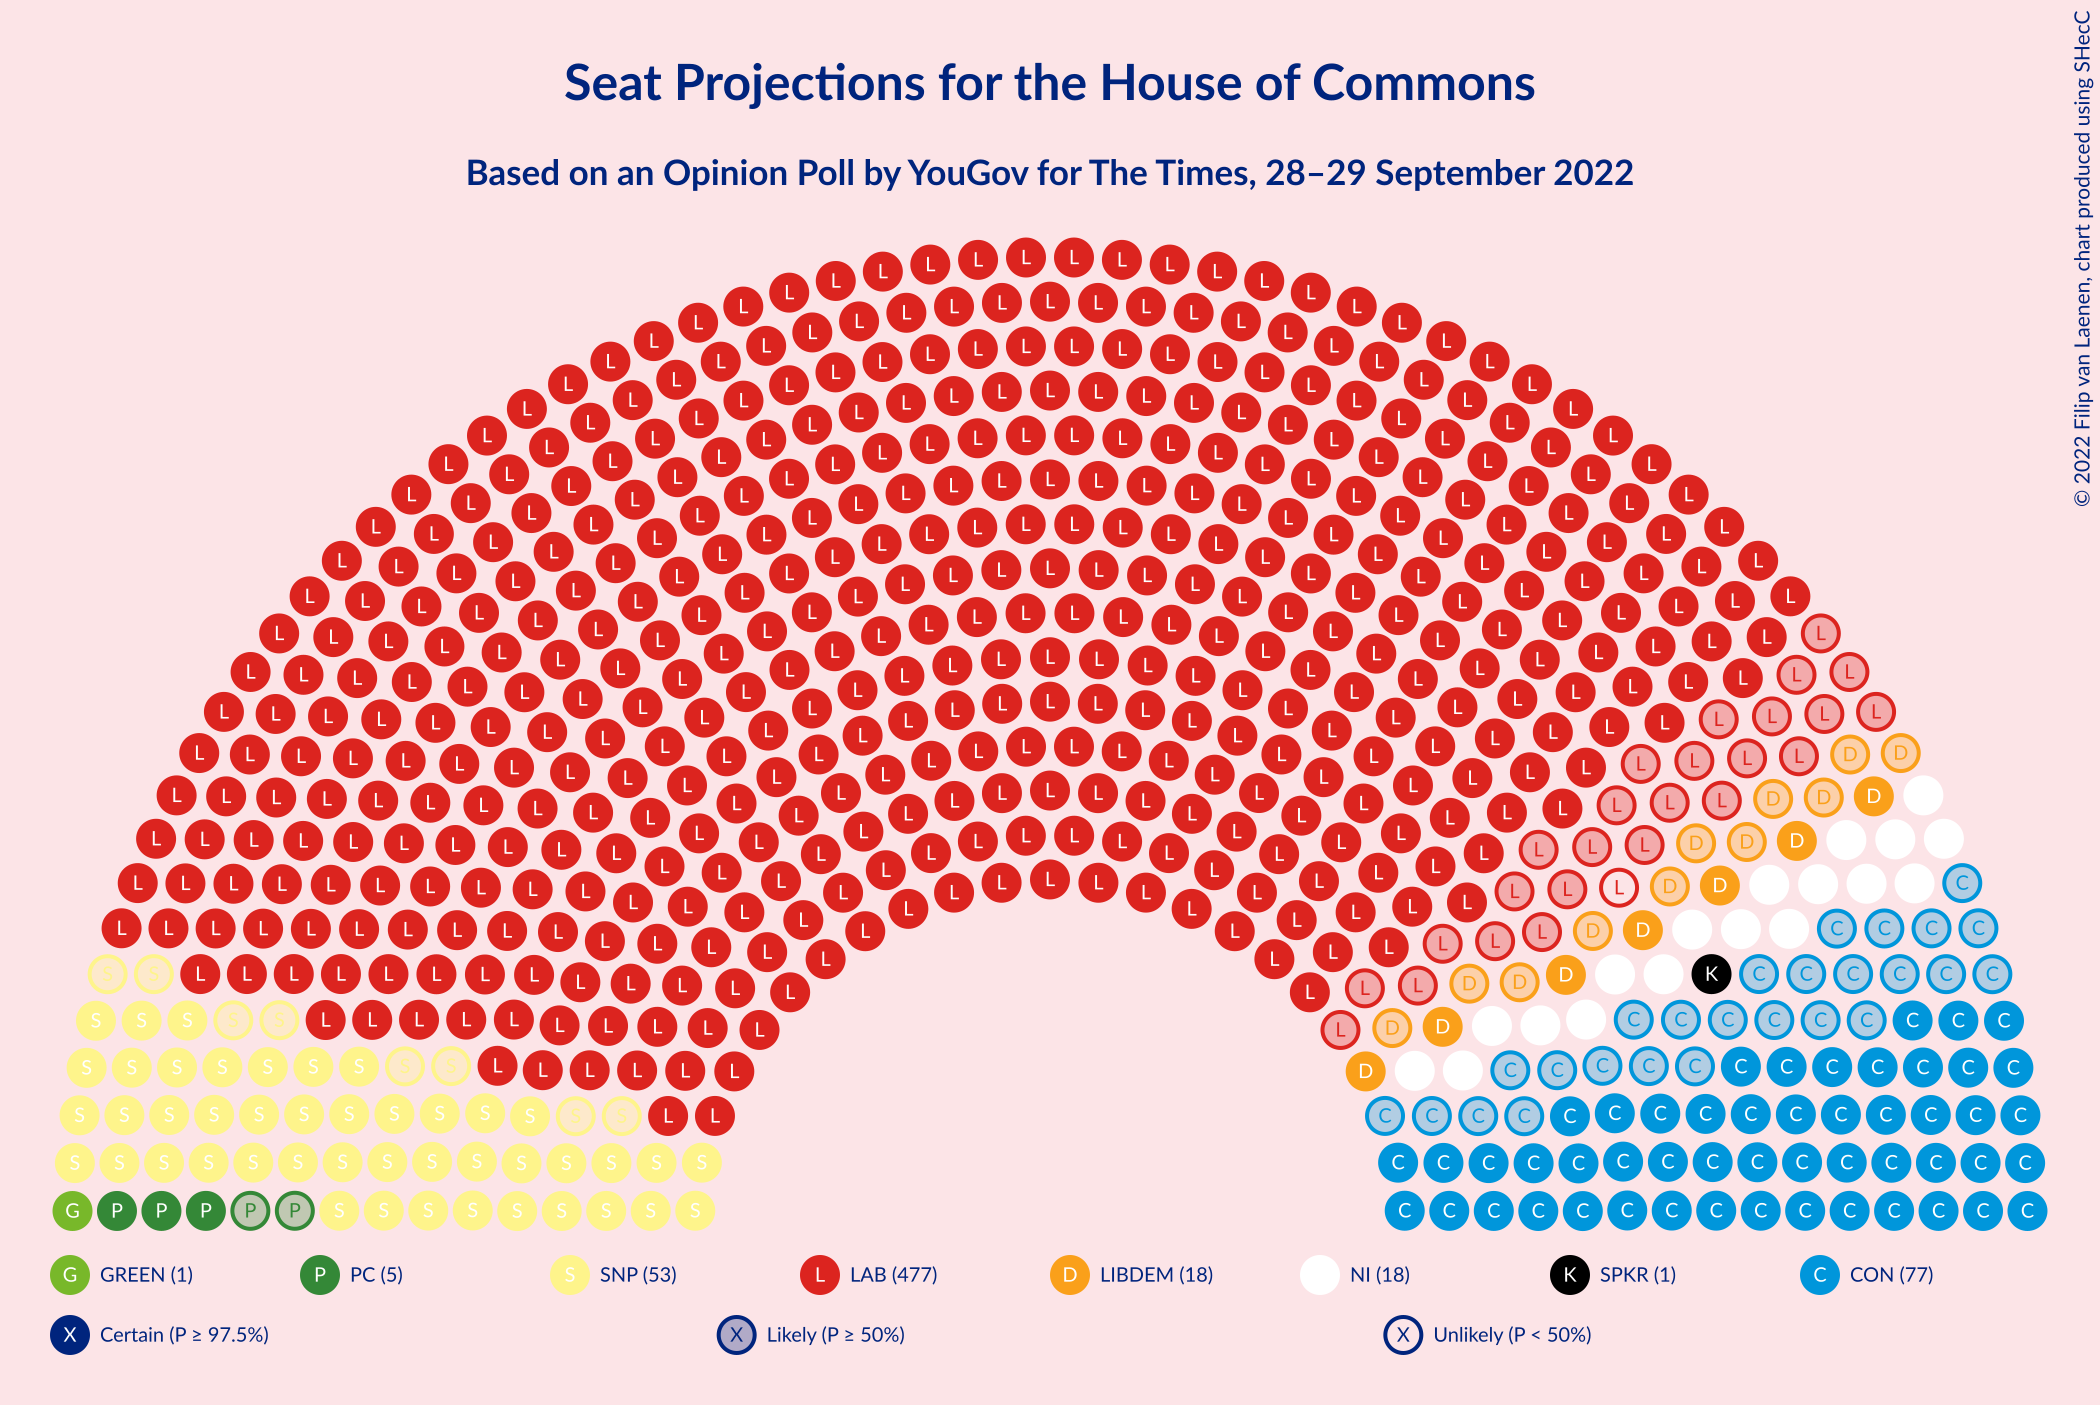 Seat Projections for the House of Commons
Based on an Opinion Poll by YouGov for The Times, 28–29 September 2022
© 2022 Filip van Laenen, chart produced using SHecC
G GREEN (1) P PC (5) S SNP (53) L LAB (477) D LIBDEM (18) NI (18) K SPKR (1) C CON (77)
X Certain (P ≥ 97.5%) X Likely (P ≥ 50%) X Unlikely (P < 50%)